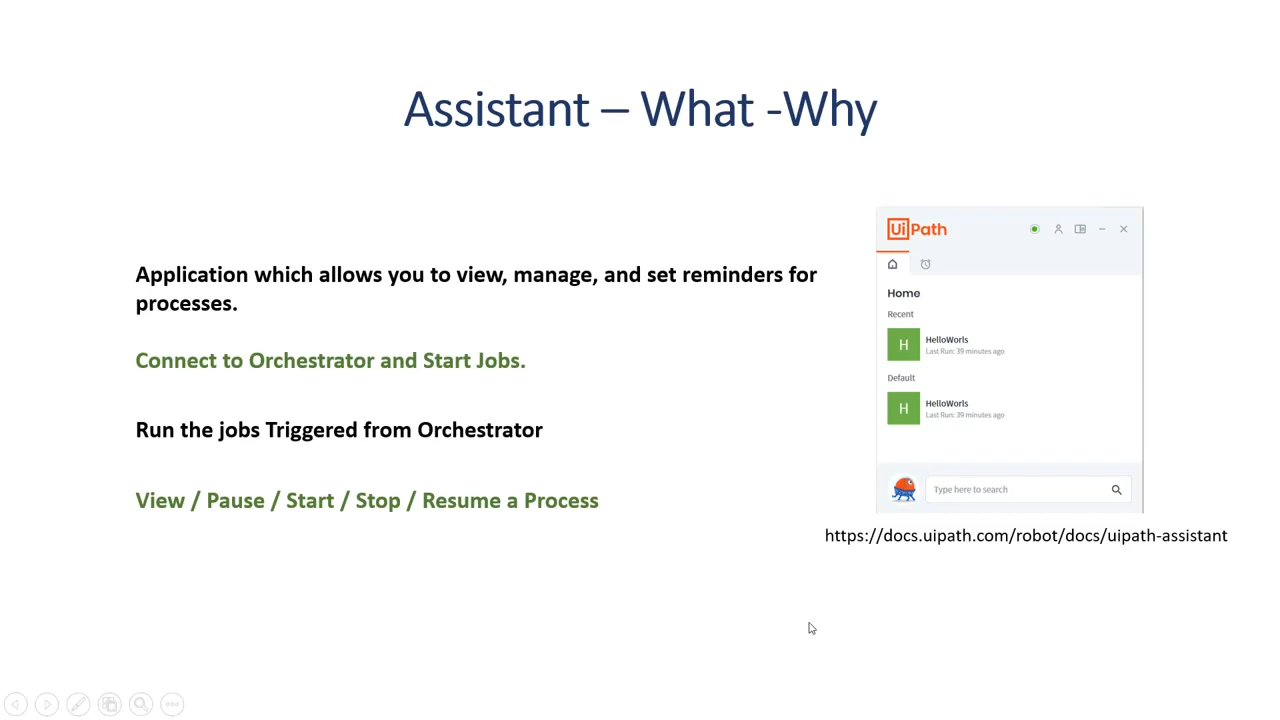 Assistant – What -Why
Application which allows you to view, manage, and set reminders for
processes.
Connect to Orchestrator and Start Jobs.
Run the jobs Triggered from Orchestrator
View / Pause / Start / Stop / Resume a Process
UiPath
Home
Recent
H
HelloWorls
Last Run: 39 minutes ago
Default
H
HelloWorls
Last Run: 39 minutes ago
Type here to search
https://docs.uipath.com/robot/docs/uipath-assistant